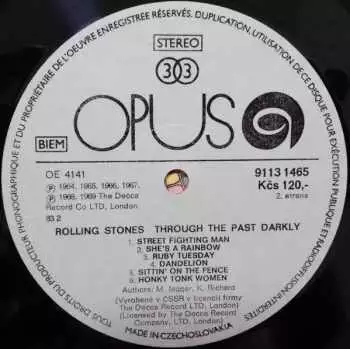 TOUS DROITS DU PRODUCTEUR PHONOGRAPHIQUE ET DU PROPRIETAIRE DE L'OEUVRE ENREGISTREE RÉSERVÉS. DUPLICATION, UTILISATION DE CE DISQUE POUR EXÉCUTION PUBLIQUE ET RADIODIFFUSION INTERDITES
STEREO
33
OPUS
BIEM
OE 4141
9113 1465
Kčs 120,-
℗ 1964, 1965, 1966, 1967,
℗ 1968, 1969 The Decca
Record Co LTD, London
2. strana
83 2
ROLLING STONES THROUGH THE PAST DARKLY
1. STREET FIGHTING MAN
2. SHE'S A RAINBOW
3. RUBY TUESDAY
4. DANDELION
5. SITTIN' ON THE FENCE
6. HONKY TONK WOMEN
Authors: M. Jagger, K. Richard
(Vyrobené v ČSSR v licencii firmy
The Decca Record LTD, London)
(Licensed by The Decca Record
Company, LTD, London)
MADE IN CZECHOSLOVAKIA